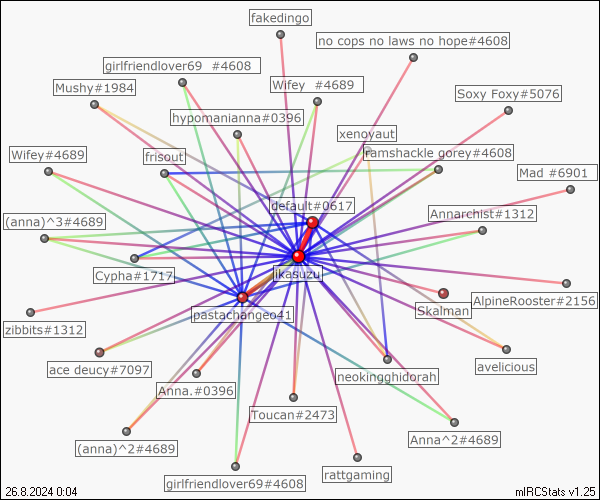 fakedingo
no cops no laws no hope#4608
girlfriendlover69 #4608
Mushy#1984
Wifey #4689
Soxy Foxy#5076
hypomanianna#0396
xenoyaut
Wifey#4689
frisout
ramshackle gorey#4608
Mad #6901
default#0617
(anna)^3#4689
Annarchist#1312
Cypha#1717
jikasuzu
AlpineRooster#2156
zibbits#1312
pastachangeo41
Skalman
ace deucy#7097
avelicious
Anna.#0396
neokingghidorah
Toucan#2473
(anna)^2#4689
Anna^2#4689
girlfriendlover69#4608
rattgaming
26.8.2024 0:04
mIRCStats v1.25